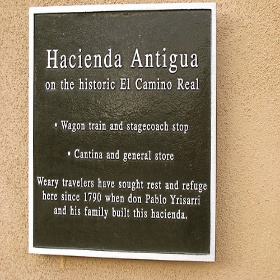 Hacienda Antigua
on the historic El Camino Real
• Wagon train and stagecoach stop
• Cantina and general store
Weary travelers have sought rest and refuge
here since 1790 when don Pablo Yrisarri
and his family built this hacienda.